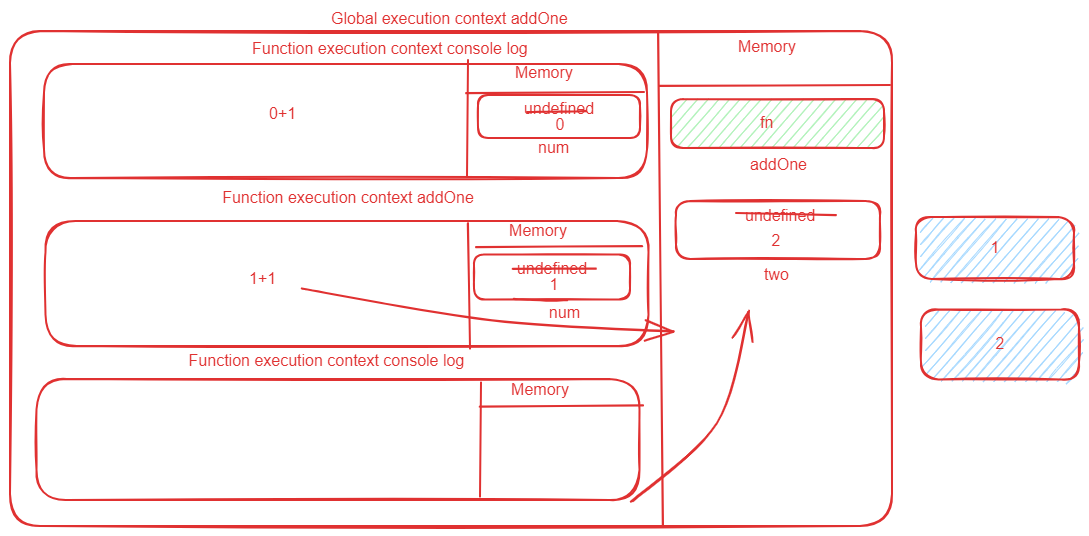 Global execution context addOne
Function execution context console log
Memory
0+1
undefined
0
num
Function execution context addOne
Memory
1+1
undefined
1
num
Function execution context console log
Memory
Memory
fn
addOne
undefined
2
two
1
2